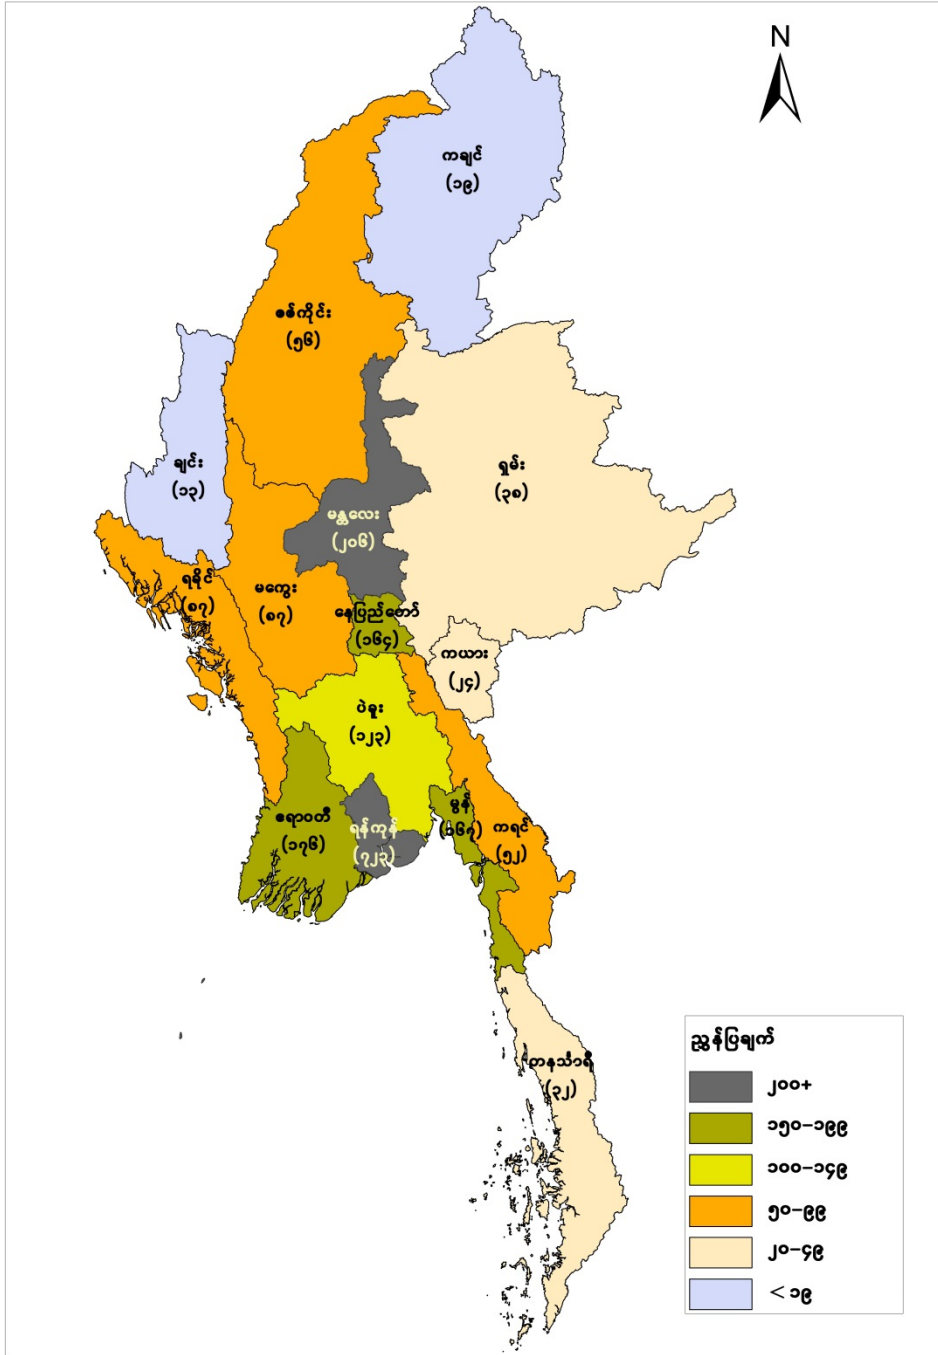 N
ကချင်
(၁၉)
စစ်ကိုင်း
(၅၆)
ချင်း
(၁၃)
ရှမ်း
(၃၈)
မန္တလေး
(၂၀၆)
ရခိုင်
(၈၇)
မကွေး
(၈၇)
နေပြည်တော်
(၁၆၄)
ကယား
(၂၄)
ပဲခူး
(၁၂၃)
ဧရာဝတီ
(၁၇၆)
ရန်ကုန်
(၇၂၃)
မွန်
(၁၆၇)
ကရင်
(၅၂)
တနင်္သာရီ
(၃၂)
ညွှန်ပြချက်
၂၀၀+
၁၅၀-၁၉၉
၁၀၀-၁၄၉
၅၀-၉၉
၂၀-၄၉
< ၁၉